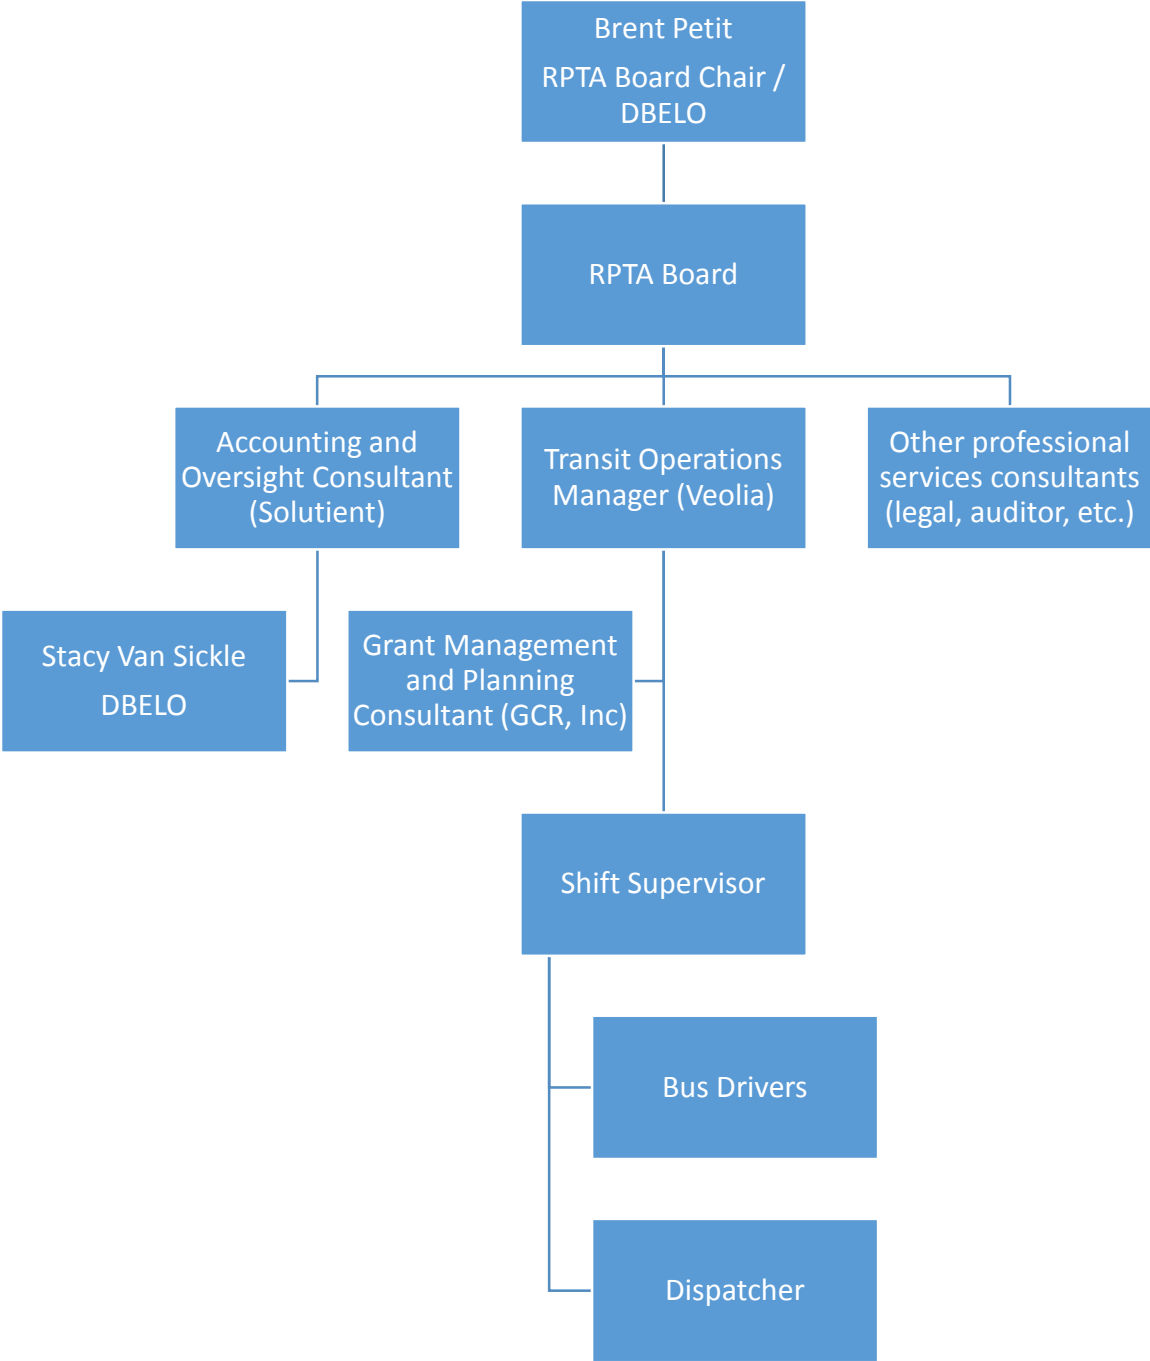 Brent Petit
RPTA Board Chair /
DBELO
RPTA Board
Accounting and
Oversight Consultant
(Solutient)
Transit Operations
Manager (Veolia)
Other professional
services consultants
(legal, auditor, etc.)
Stacy Van Sickle
DBELO
Grant Management
and Planning
Consultant (GCR, Inc)
Shift Supervisor
Bus Drivers
Dispatcher